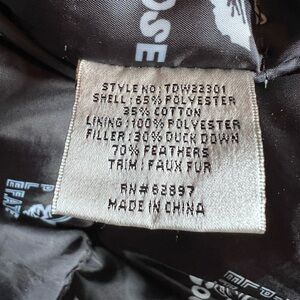 OSE
STYLE NO: TDW22301
SHELL: 65% POLYESTER
35% COTTON
LINING: 100% POLYESTER
FILLER: 30% DUCK DOWN
70% FEATHERS
TRIM: FAUX FUR
RN# 62897
MADE IN CHINA